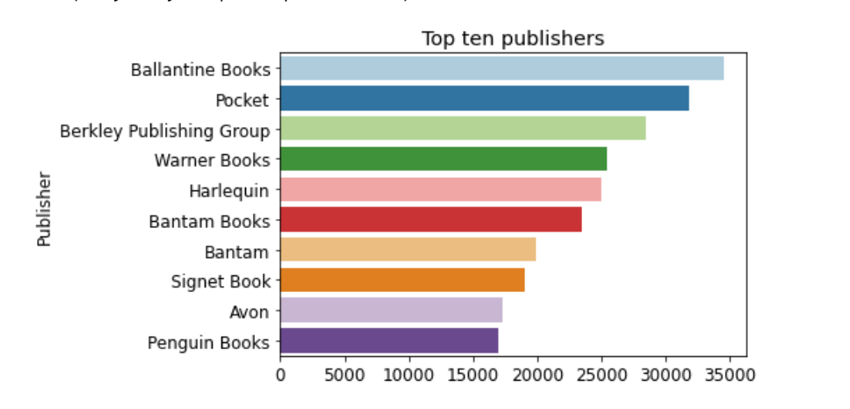 Top ten publishers
Ballantine Books
Pocket
Berkley Publishing Group
Warner Books
Harlequin
Bantam Books
Bantam
Signet Book
Avon
Penguin Books
Publisher
0 5000 10000 15000 20000 25000 30000 35000